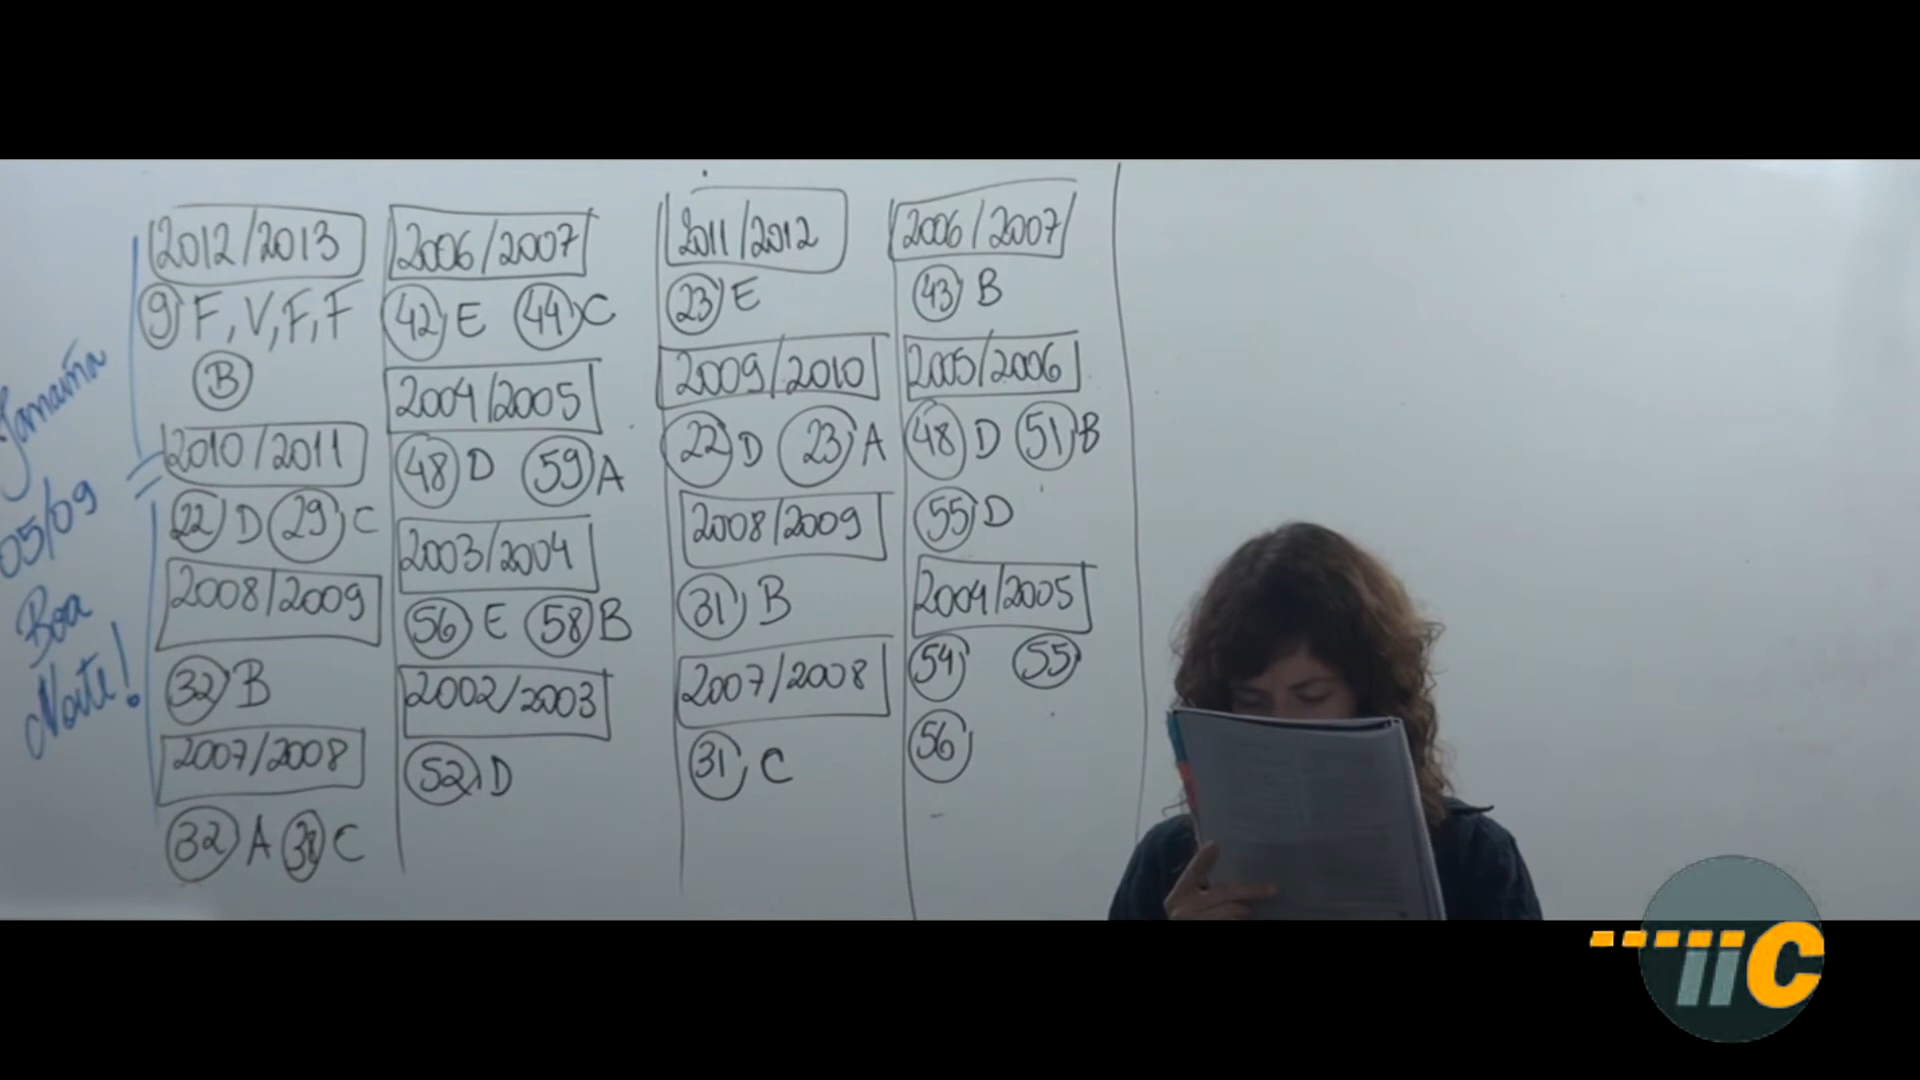 Janaina
05/09
Boa
Noite!
2012/2013
9 F, V, F, F
B
2010/2011
22 D 29 C
2008/2009
32 B
2007/2008
32 A 38 C
2006/2007
42 E 44 C
2004/2005
48 D 59 A
2003/2004
56 E 58 B
2002/2003
52 D
2011/2012
23 E
2009/2010
22 D 23 A
2008/2009
31 B
2007/2008
31 C
2006/2007
43 B
2005/2006
48 D 51 B
55 D
2004/2005
54 55
56
iiC